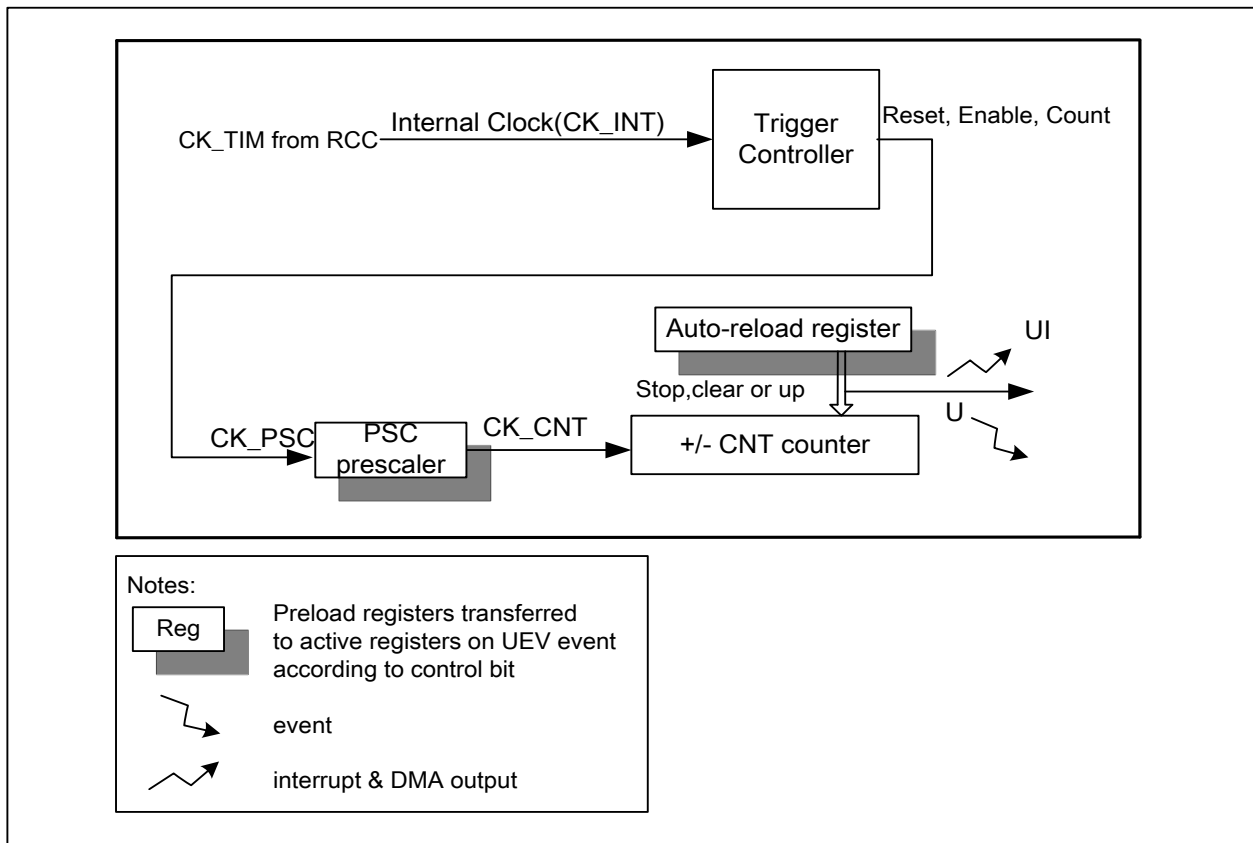 CK_TIM from RCC
Internal Clock(CK_INT)
Trigger
Controller
Reset, Enable, Count
Auto-reload register
UI
Stop,clear or up
U
CK_PSC
PSC
prescaler
CK_CNT
+/- CNT counter
Notes:
Reg
Preload registers transferred
to active registers on UEV event
according to control bit
event
interrupt & DMA output